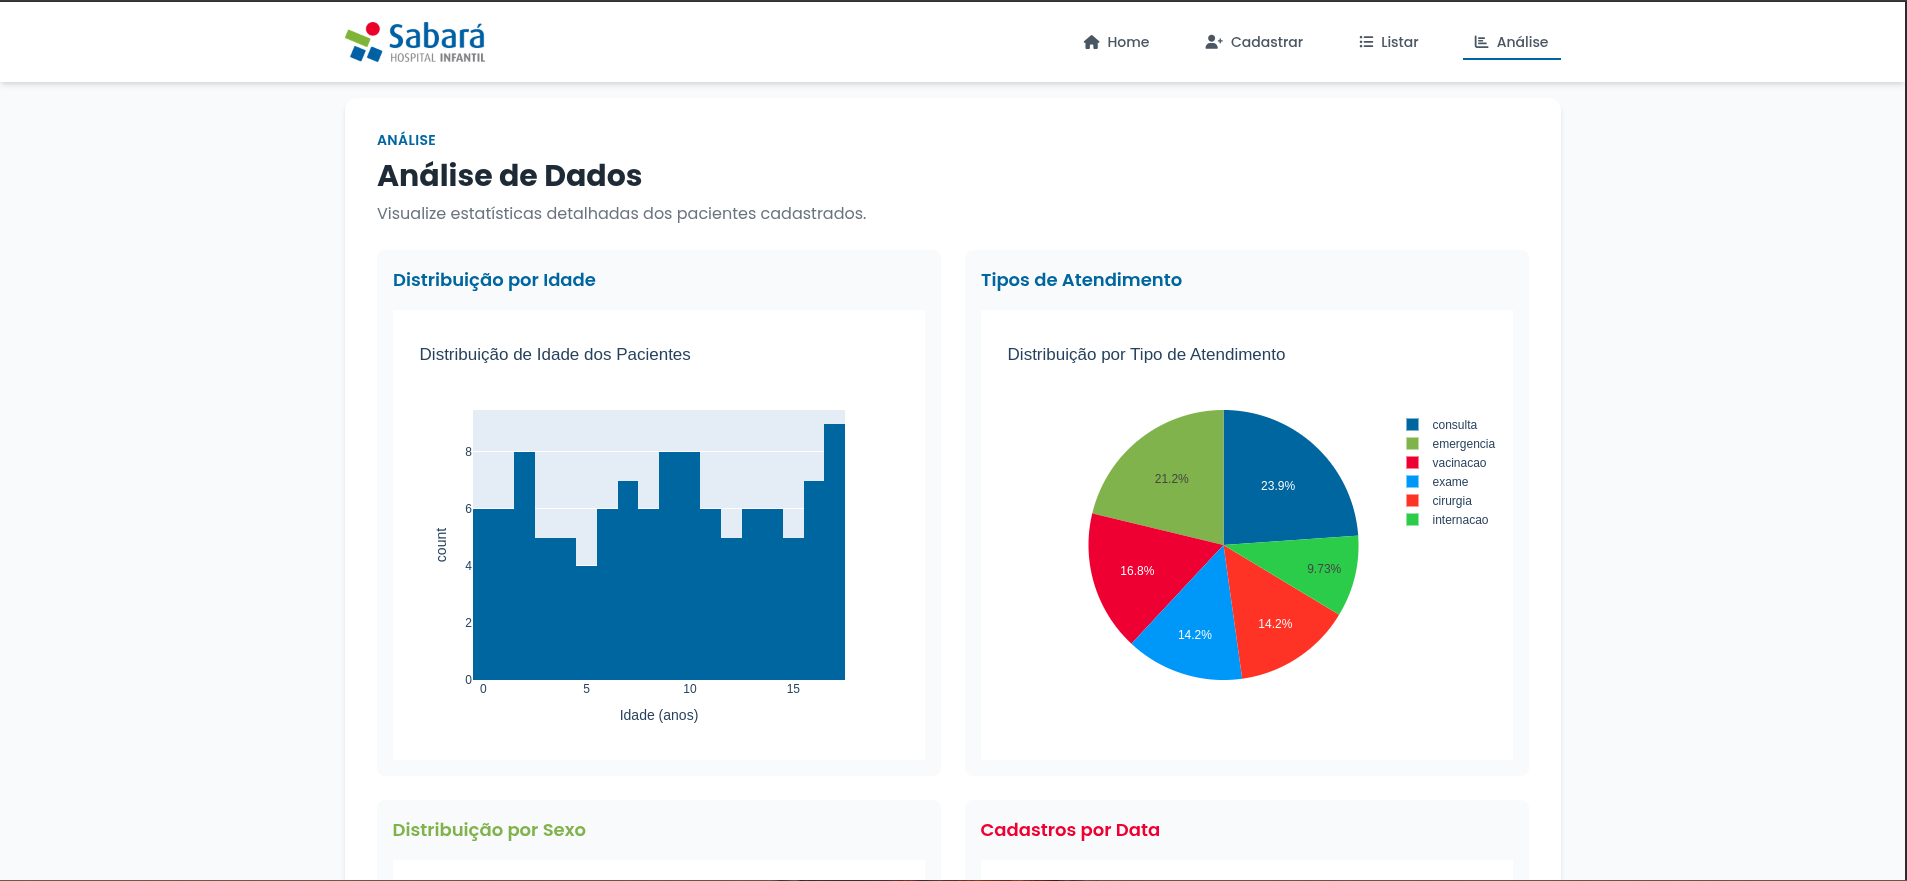 Sabará
HOSPITAL INFANTIL
Home
Cadastrar
Listar
Análise
ANÁLISE
Análise de Dados
Visualize estatísticas detalhadas dos pacientes cadastrados.
Distribuição por Idade
Distribuição de Idade dos Pacientes
8
6
4
2
0
count
0 5 10 15
Idade (anos)
Tipos de Atendimento
Distribuição por Tipo de Atendimento
21.2%
23.9%
16.8%
9.73%
14.2%
14.2%
consulta
emergencia
vacinacao
exame
cirurgia
internacao
Distribuição por Sexo
Cadastros por Data